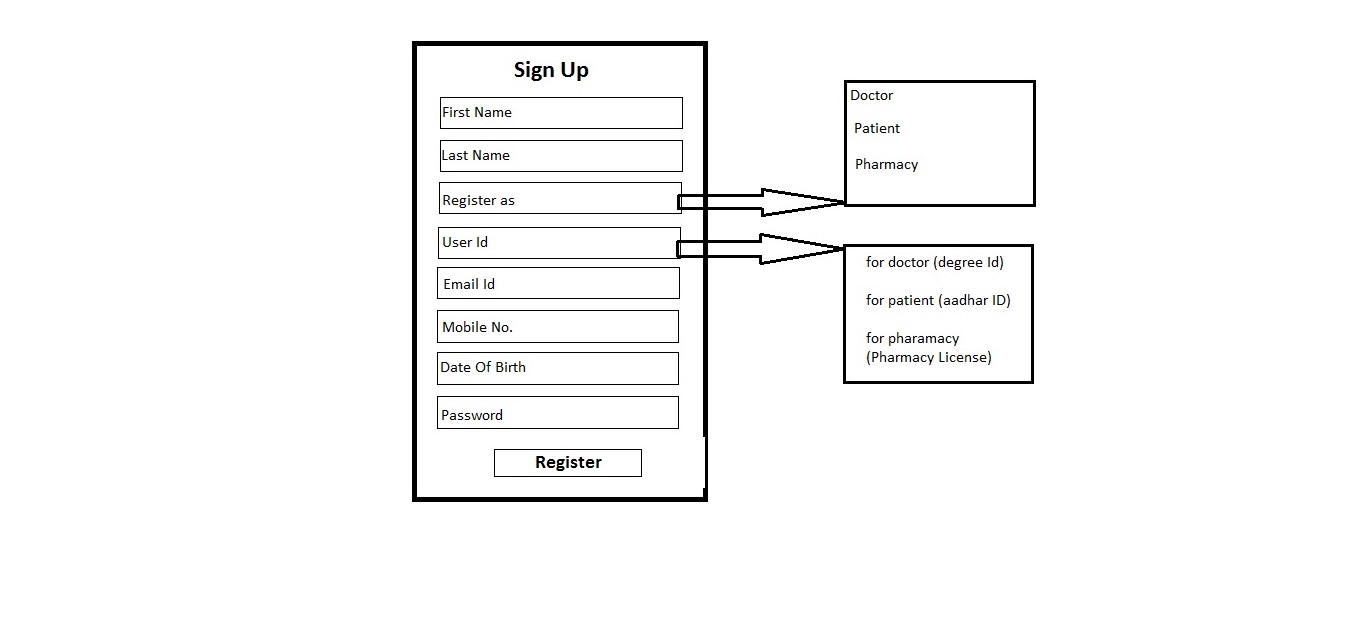 Sign Up
First Name
Last Name
Register as
User Id
Email Id
Mobile No.
Date Of Birth
Password
Register
Doctor
Patient
Pharmacy
for doctor (degree Id)
for patient (aadhar ID)
for pharamacy
(Pharmacy License)